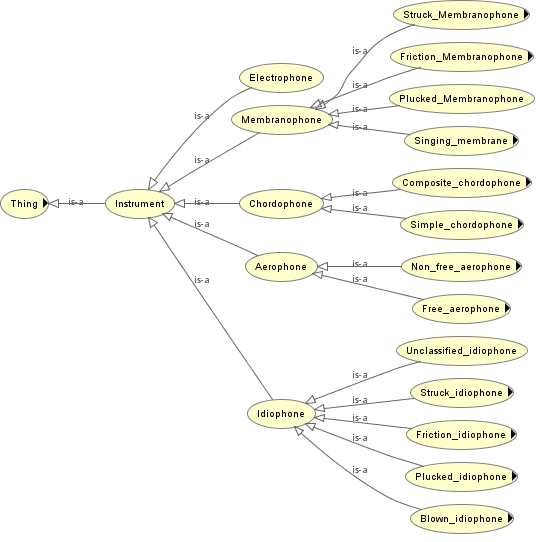 Struck_Membranophone
is-a
Friction_Membranophone
Electrophone
is-a
Plucked_Membranophone
is-a
Membranophone
is-a
is-a
Singing_membrane
is-a
Composite_chordophone
is-a
Thing
is-a
Instrument
is-a
Chordophone
is-a
Simple_chordophone
is-a
Aerophone
is-a
Non_free_aerophone
is-a
is-a
Free_aerophone
Unclassified_idiophone
is-a
Struck_idiophone
is-a
Idiophone
is-a
Friction_idiophone
is-a
Plucked_idiophone
is-a
Blown_idiophone